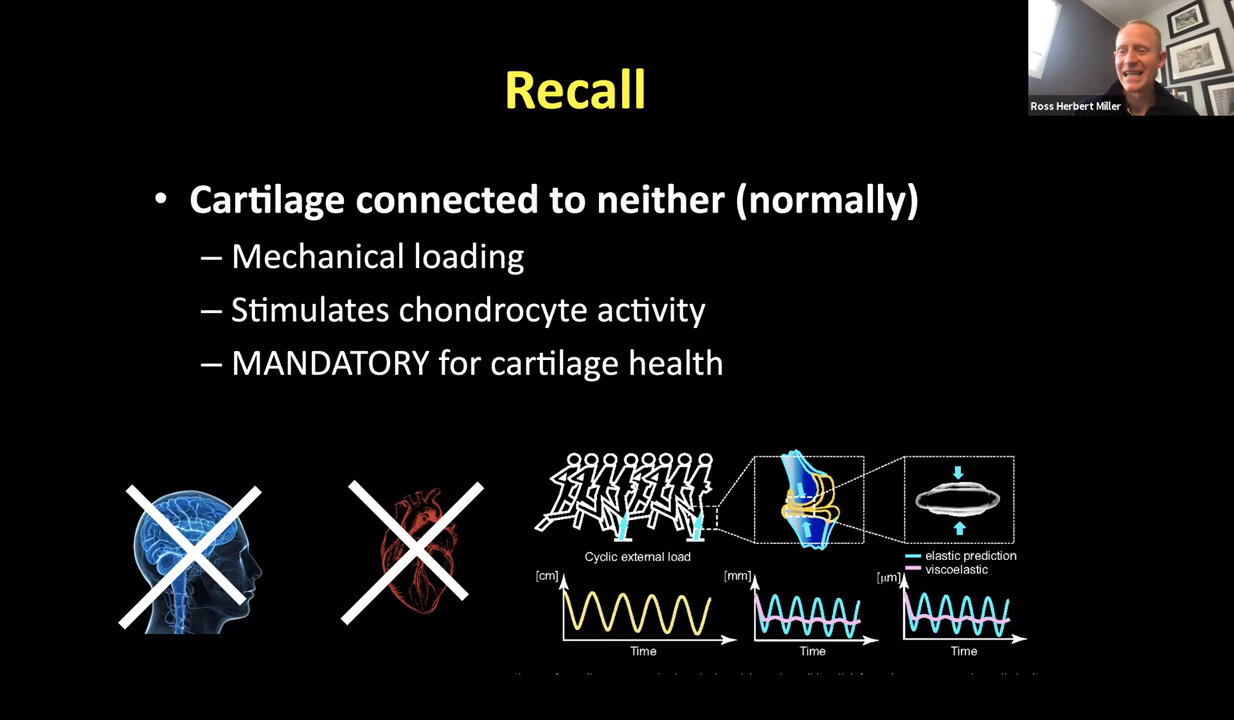 Recall
Ross Herbert Miller
• Cartilage connected to neither (normally)
– Mechanical loading
– Stimulates chondrocyte activity
– MANDATORY for cartilage health
Cyclic external load
elastic prediction
viscoelastic
[cm]
[mm]
[µm]
Time
Time
Time